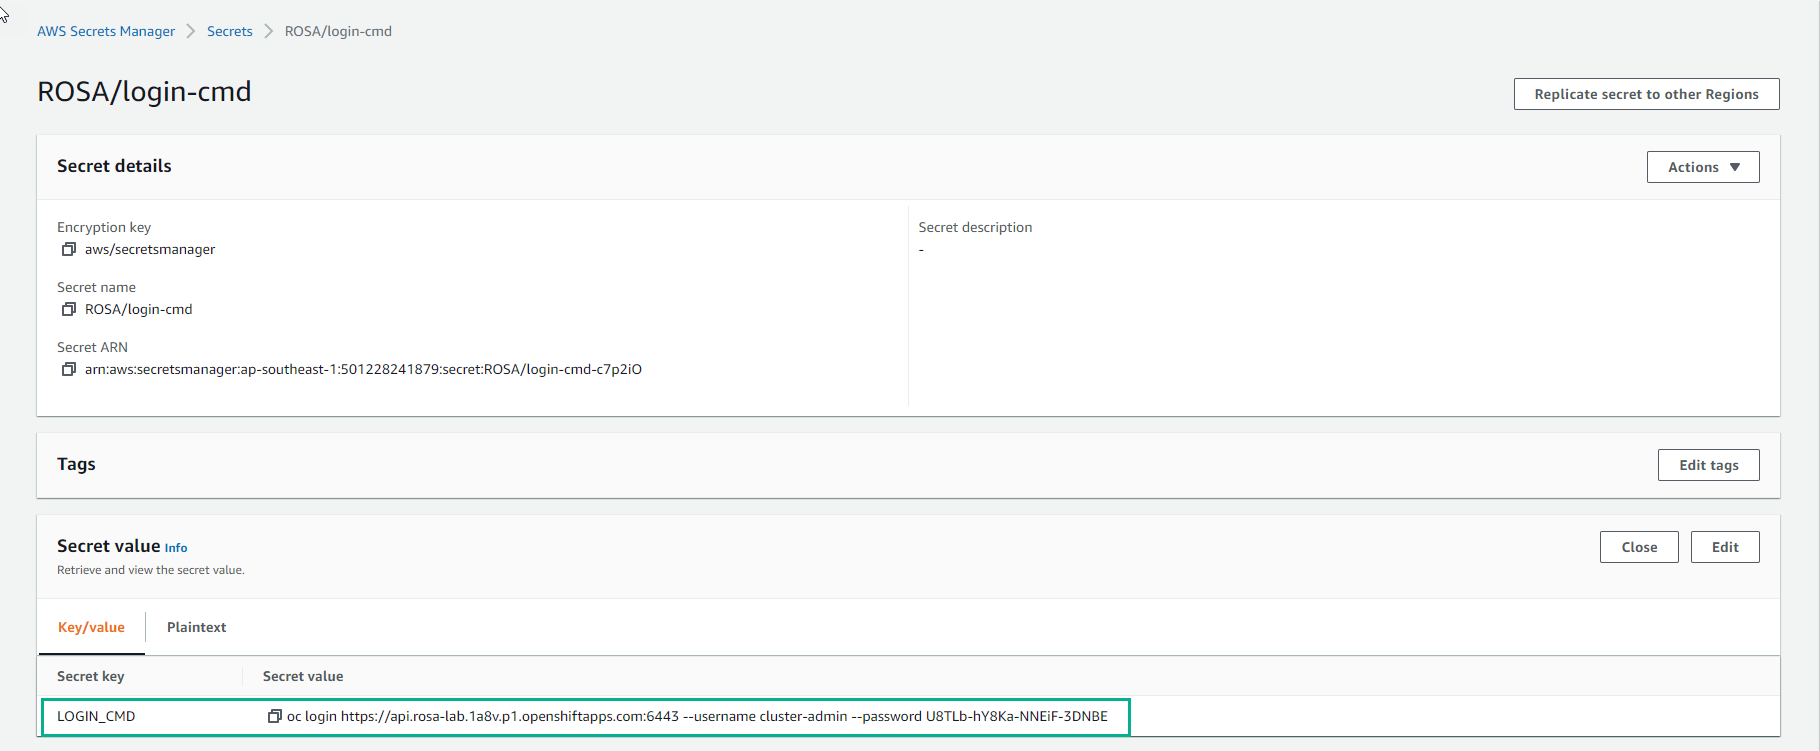 AWS Secrets Manager > Secrets > ROSA/login-cmd
ROSA/login-cmd
Replicate secret to other Regions
Secret details
Actions ▼
Encryption key
aws/secretsmanager
Secret description
-
Secret name
ROSA/login-cmd
Secret ARN
arn:aws:secretsmanager:ap-southeast-1:501228241879:secret:ROSA/login-cmd-c7p2iO
Tags
Edit tags
Secret value Info
Close
Edit
Retrieve and view the secret value.
Key/value
Plaintext
Secret key
Secret value
LOGIN_CMD
oc login https://api.rosa-lab.1a8v.p1.openshiftapps.com:6443 --username cluster-admin --password U8TLb-hY8Ka-NNEiF-3DNBE